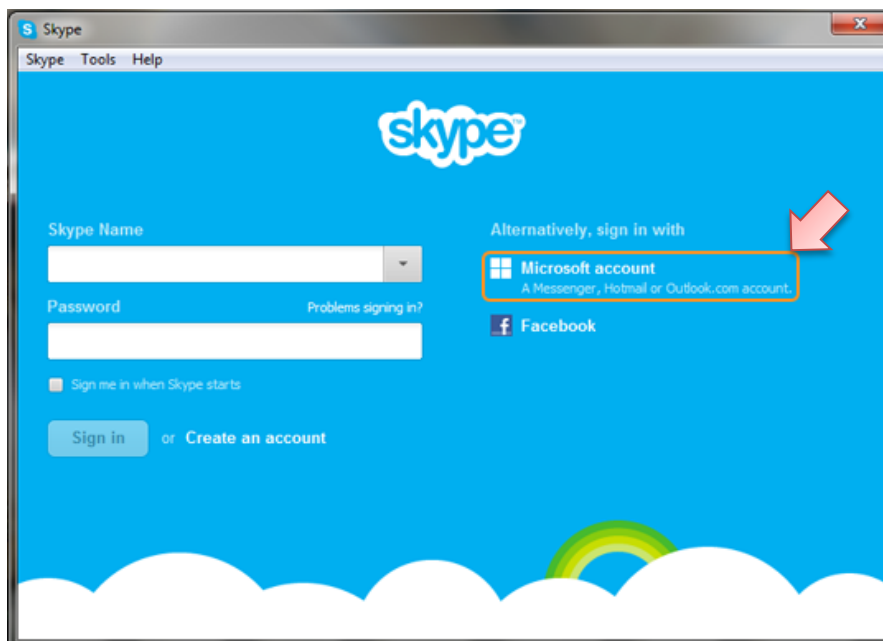 Skype
Skype Tools Help
skype™
Skype Name
Password
Problems signing in?
Sign me in when Skype starts
Sign in or Create an account
Alternatively, sign in with
Microsoft account
A Messenger, Hotmail or Outlook.com account.
Facebook